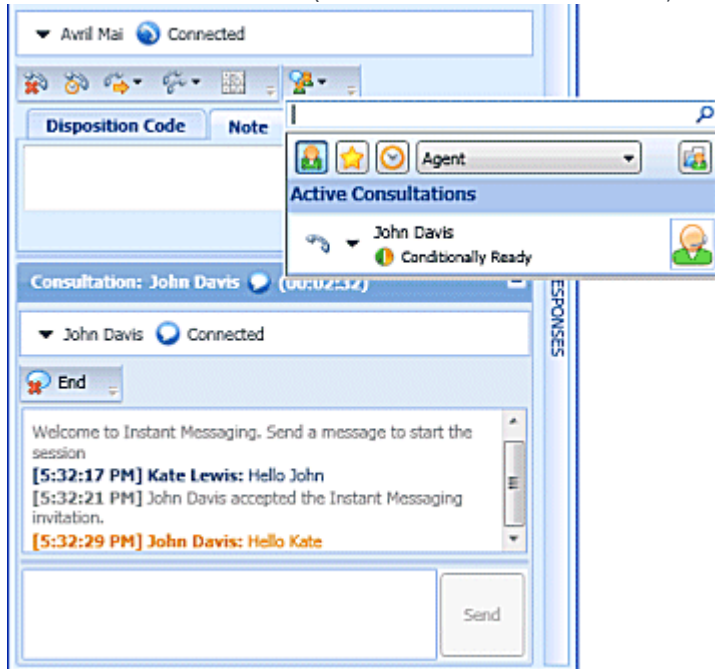 Avril Mai Connected
Disposition Code Note
Agent
Active Consultations
John Davis
Conditionally Ready
Consultation: John Davis (00:02:32)
RESPONSES
John Davis Connected
End
Welcome to Instant Messaging. Send a message to start the
session
[5:32:17 PM] Kate Lewis: Hello John
[5:32:21 PM] John Davis accepted the Instant Messaging
invitation.
[5:32:29 PM] John Davis: Hello Kate
Send